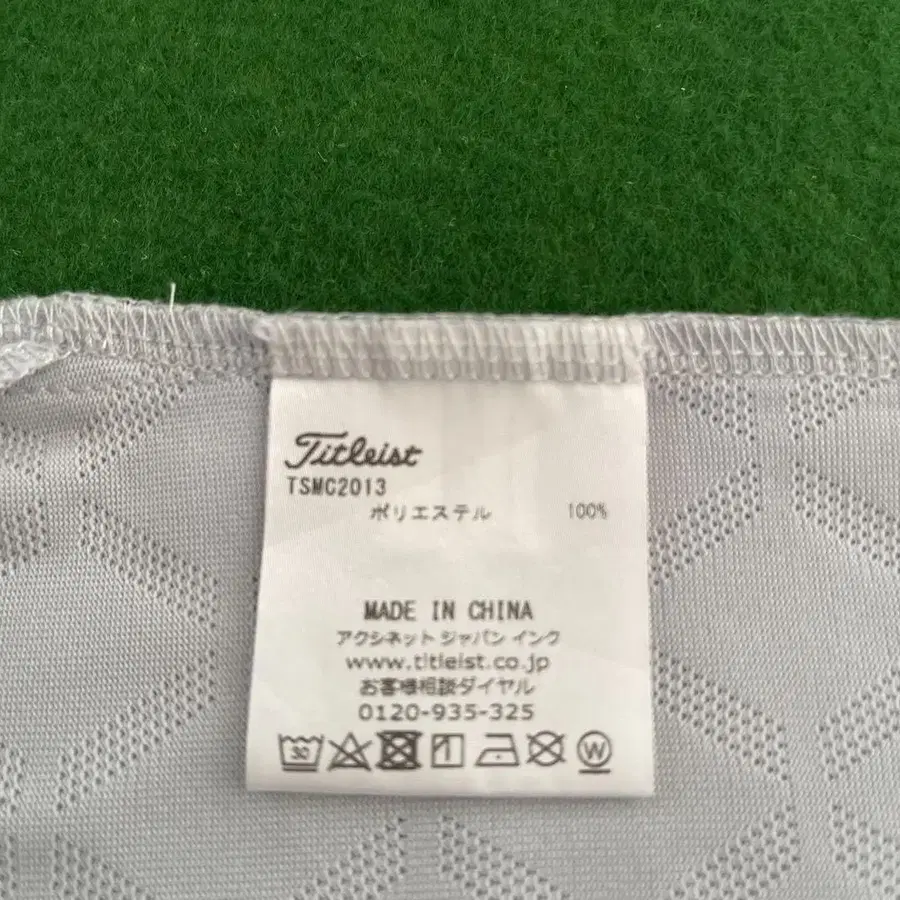 Titleist
TSMC2013
ポリエステル 100%
MADE IN CHINA
アクシネット ジャパン インク
www.titleist.co.jp
お客様相談ダイヤル
0120-935-325
30 W